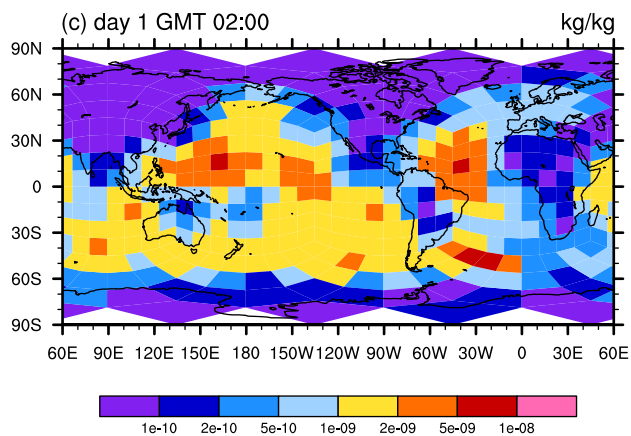 (c) day 1 GMT 02:00 kg/kg
90N
60N
30N
0
30S
60S
90S
60E 90E 120E 150E 180 150W 120W 90W 60W 30W 0 30E 60E
1e-10 2e-10 5e-10 1e-09 2e-09 5e-09 1e-08